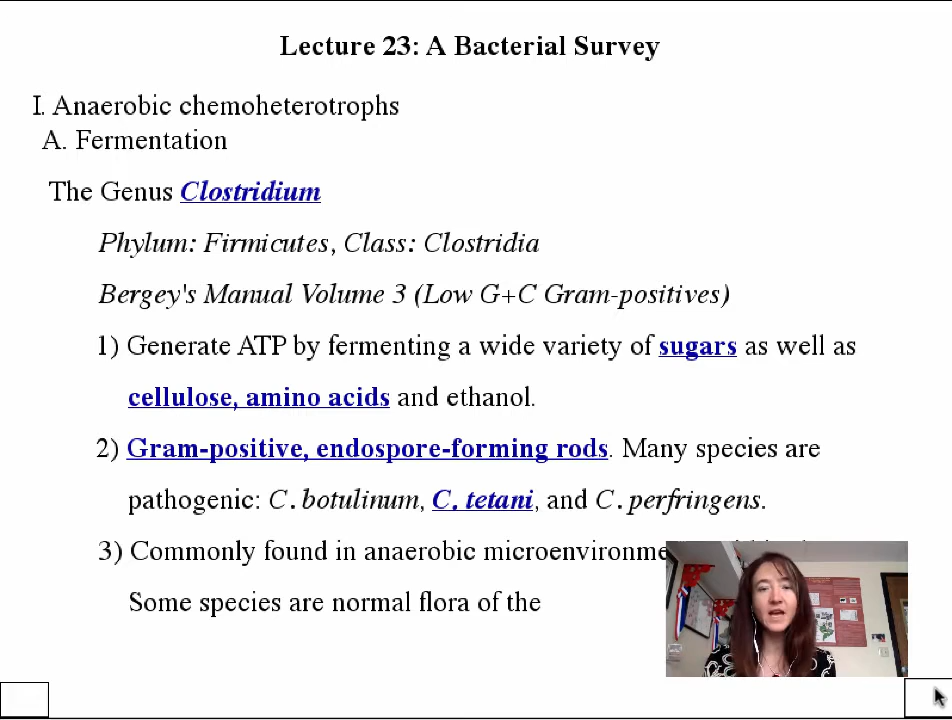 Lecture 23: A Bacterial Survey
I. Anaerobic chemoheterotrophs
A. Fermentation
The Genus Clostridium
Phylum: Firmicutes, Class: Clostridia
Bergey's Manual Volume 3 (Low G+C Gram-positives)
1) Generate ATP by fermenting a wide variety of sugars as well as
cellulose, amino acids and ethanol.
2) Gram-positive, endospore-forming rods. Many species are
pathogenic: C. botulinum, C. tetani, and C. perfringens.
3) Commonly found in anaerobic
Some species are normal flora of the